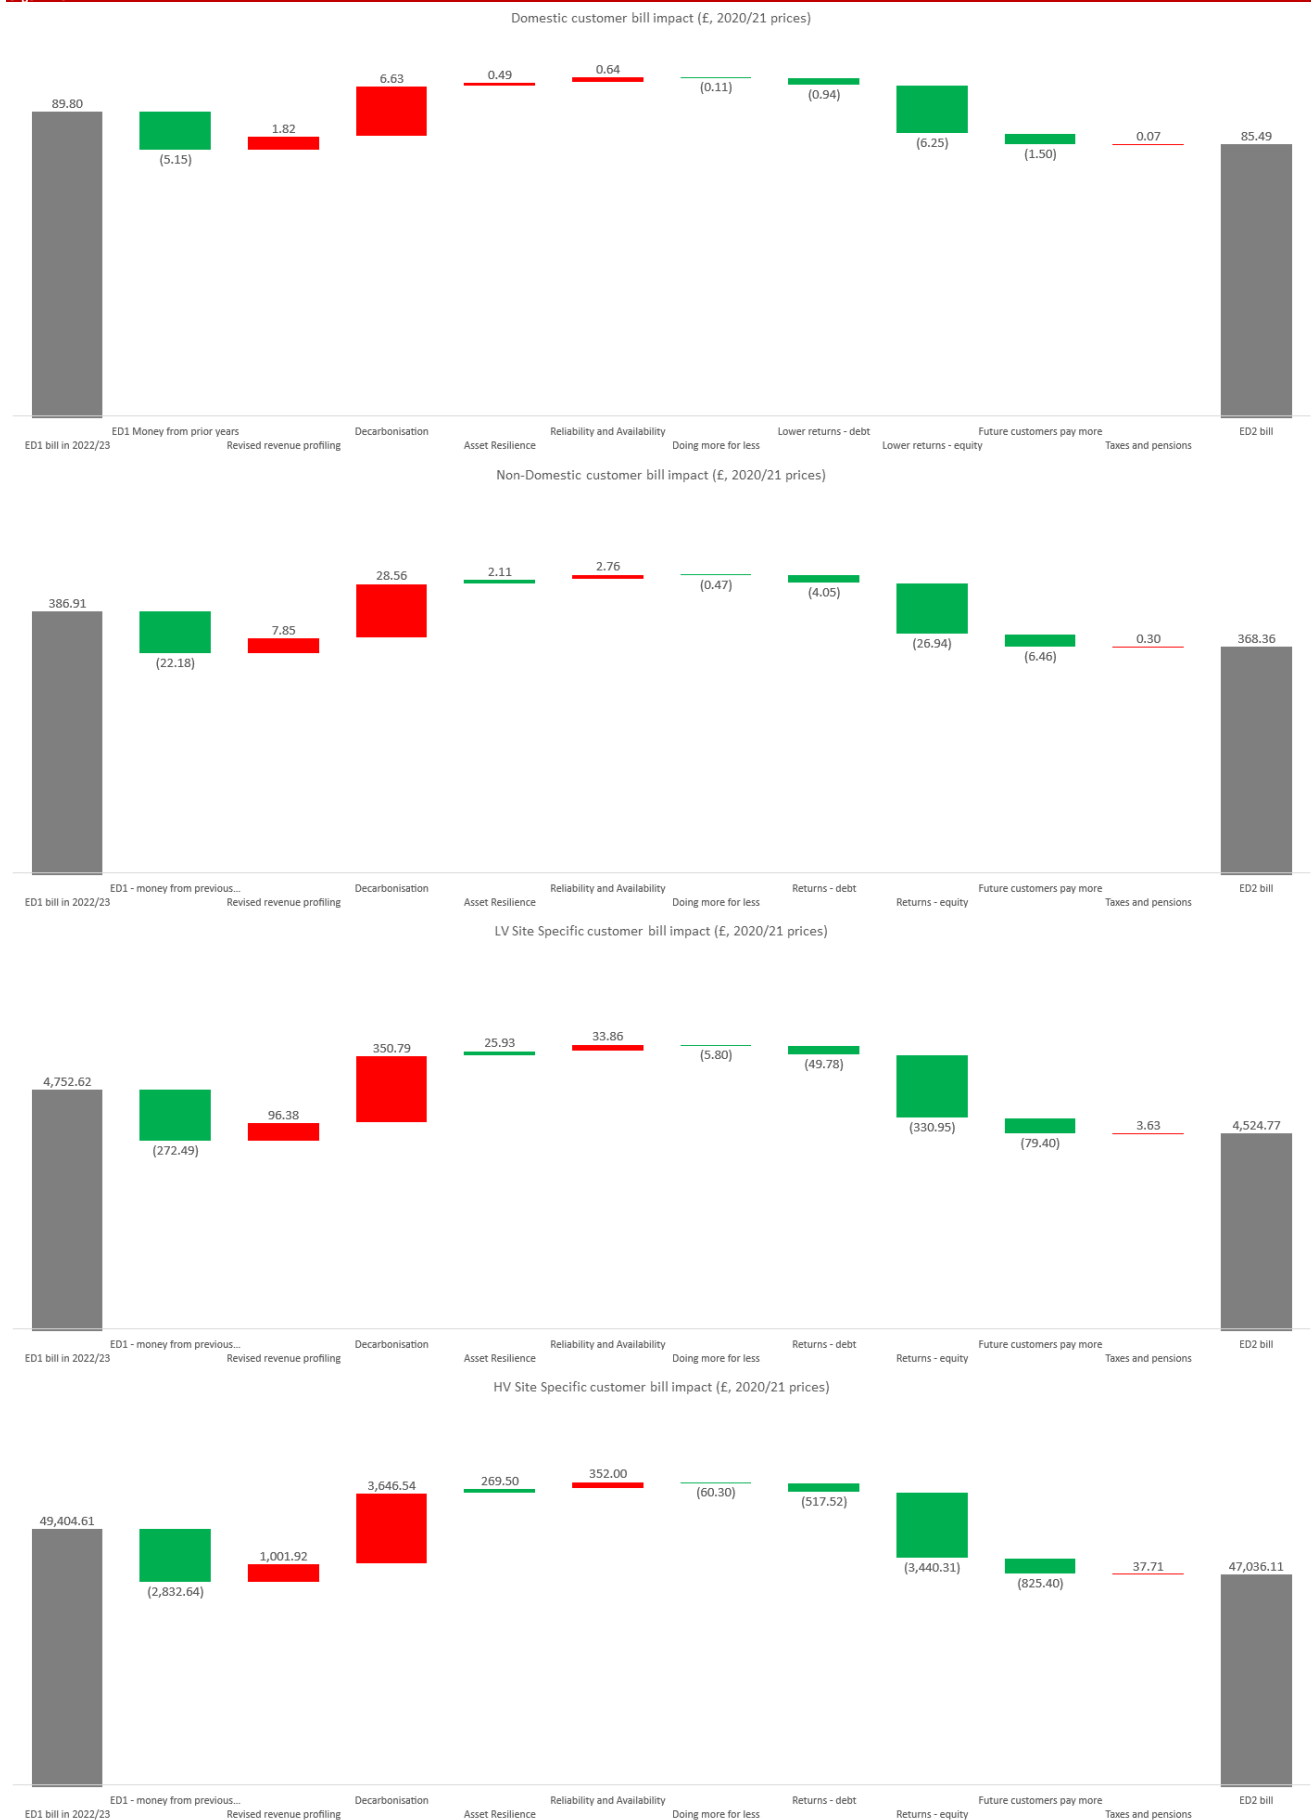 Domestic customer bill impact (£, 2020/21 prices)
89.80
(5.15)
1.82
6.63
0.49
0.64
(0.11)
(0.94)
(6.25)
(1.50)
0.07
85.49
ED1 bill in 2022/23
ED1 Money from prior years
Revised revenue profiling
Decarbonisation
Asset Resilience
Reliability and Availability
Doing more for less
Lower returns - debt
Lower returns - equity
Future customers pay more
Taxes and pensions
ED2 bill
Non-Domestic customer bill impact (£, 2020/21 prices)
386.91
(22.18)
7.85
28.56
2.11
2.76
(0.47)
(4.05)
(26.94)
(6.46)
0.30
368.36
ED1 bill in 2022/23
ED1 - money from previous...
Revised revenue profiling
Decarbonisation
Asset Resilience
Reliability and Availability
Doing more for less
Returns - debt
Returns - equity
Future customers pay more
Taxes and pensions
ED2 bill
LV Site Specific customer bill impact (£, 2020/21 prices)
4,752.62
(272.49)
96.38
350.79
25.93
33.86
(5.80)
(49.78)
(330.95)
(79.40)
3.63
4,524.77
ED1 bill in 2022/23
ED1 - money from previous...
Revised revenue profiling
Decarbonisation
Asset Resilience
Reliability and Availability
Doing more for less
Returns - debt
Returns - equity
Future customers pay more
Taxes and pensions
ED2 bill
HV Site Specific customer bill impact (£, 2020/21 prices)
49,404.61
(2,832.64)
1,001.92
3,646.54
269.50
352.00
(60.30)
(517.52)
(3,440.31)
(825.40)
37.71
47,036.11
ED1 bill in 2022/23
ED1 - money from previous...
Revised revenue profiling
Decarbonisation
Asset Resilience
Reliability and Availability
Doing more for less
Returns - debt
Returns - equity
Future customers pay more
Taxes and pensions
ED2 bill